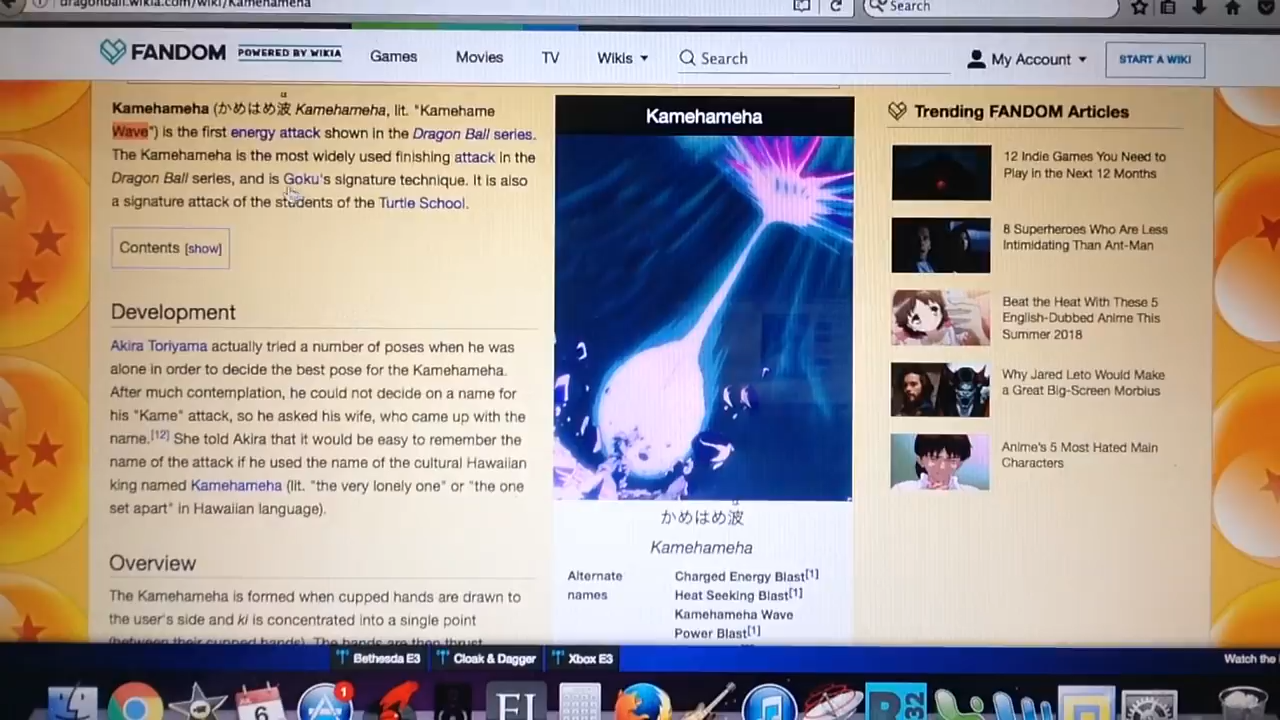 dragonball.wikia.com/wiki/Kamehameha
Search
FANDOM
POWERED BY WIKIA
Games
Movies
TV
Wikis
Search
My Account
START A WIKI
Kamehameha (かめはめ波 Kamehameha, lit. "Kamehame
Wave") is the first energy attack shown in the Dragon Ball series.
The Kamehameha is the most widely used finishing attack in the
Dragon Ball series, and is Goku's signature technique. It is also
a signature attack of the students of the Turtle School.
Contents [show]
Development
Akira Toriyama actually tried a number of poses when he was
alone in order to decide the best pose for the Kamehameha.
After much contemplation, he could not decide on a name for
his "Kame" attack, so he asked his wife, who came up with the
name.[12] She told Akira that it would be easy to remember the
name of the attack if he used the name of the cultural Hawaiian
king named Kamehameha (lit. "the very lonely one" or "the one
set apart" in Hawaiian language).
Overview
The Kamehameha is formed when cupped hands are drawn to
the user's side and ki is concentrated into a single point
(between their cupped hands). The hands are then thrust
Kamehameha
かめはめ波
Kamehameha
Alternate
names
Charged Energy Blast[1]
Heat Seeking Blast[1]
Kamehameha Wave
Power Blast[1]
Trending FANDOM Articles
12 Indie Games You Need to
Play in the Next 12 Months
8 Superheroes Who Are Less
Intimidating Than Ant-Man
Beat the Heat With These 5
English-Dubbed Anime This
Summer 2018
Why Jared Leto Would Make
a Great Big-Screen Morbius
Anime's 5 Most Hated Main
Characters
Bethesda E3
Cloak & Dagger
Xbox E3
Watch the
6
1
32